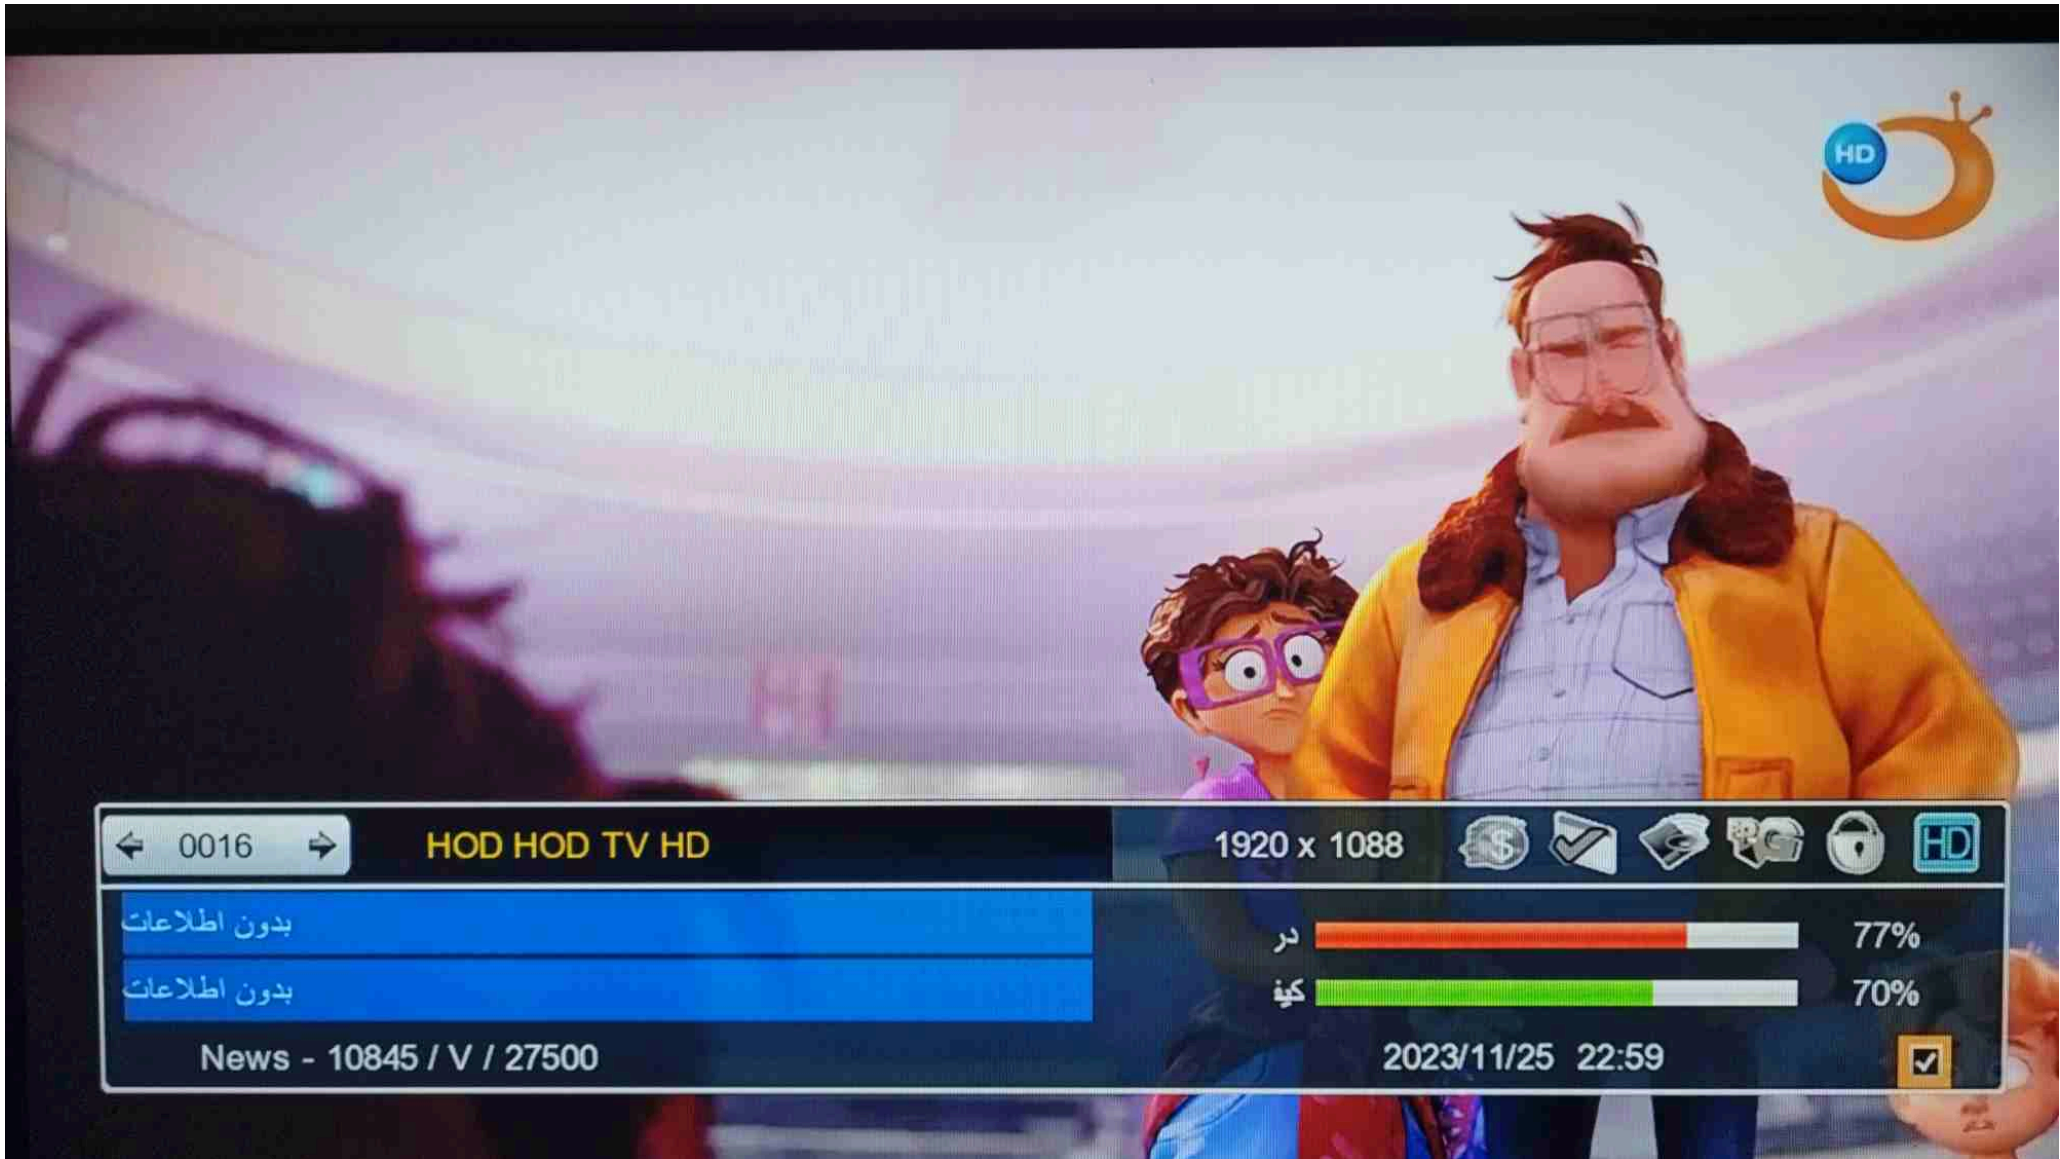 HD
0016 HOD HOD TV HD 1920 x 1088 HD
بدون اطلاعات
در 77%
بدون اطلاعات
كيف 70%
News - 10845 / V / 27500 2023/11/25 22:59